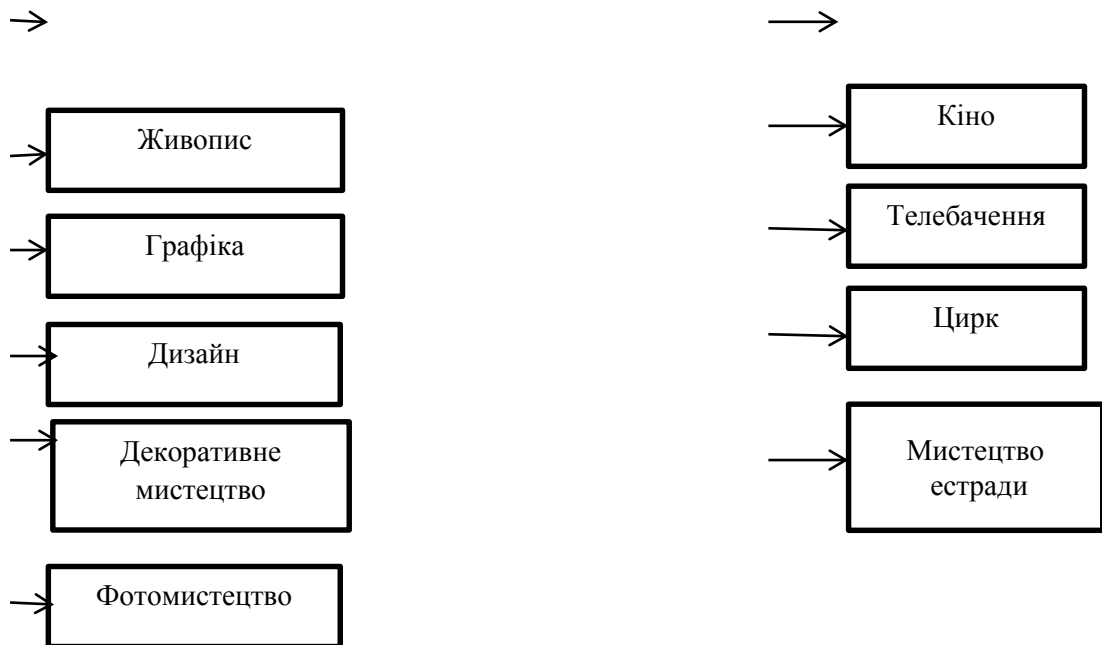 Живопис
Графіка
Дизайн
Декоративне
мистецтво
Фотомистецтво
Кіно
Телебачення
Цирк
Мистецтво
естради